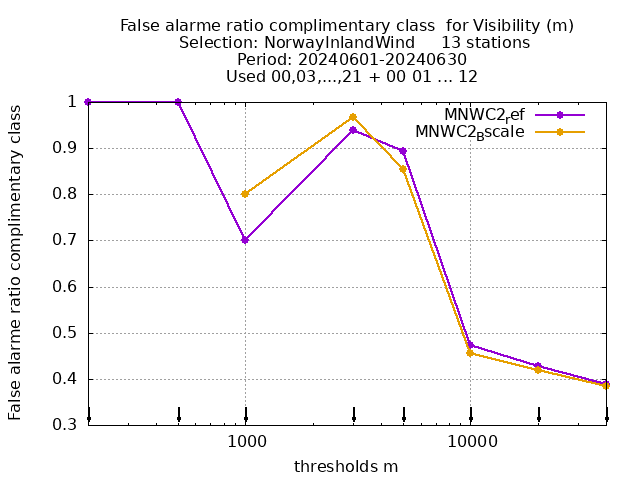 False alarme ratio complimentary class  for Visibility (m)
Selection: NorwayInlandWind     13 stations
Period: 20240601-20240630
Used 00,03,...,21 + 00 01 ... 12
MNWC2ref
MNWC2Bscale
False alarme ratio complimentary class
1
0.9
0.8
0.7
0.6
0.5
0.4
0.3
1000
10000
thresholds m